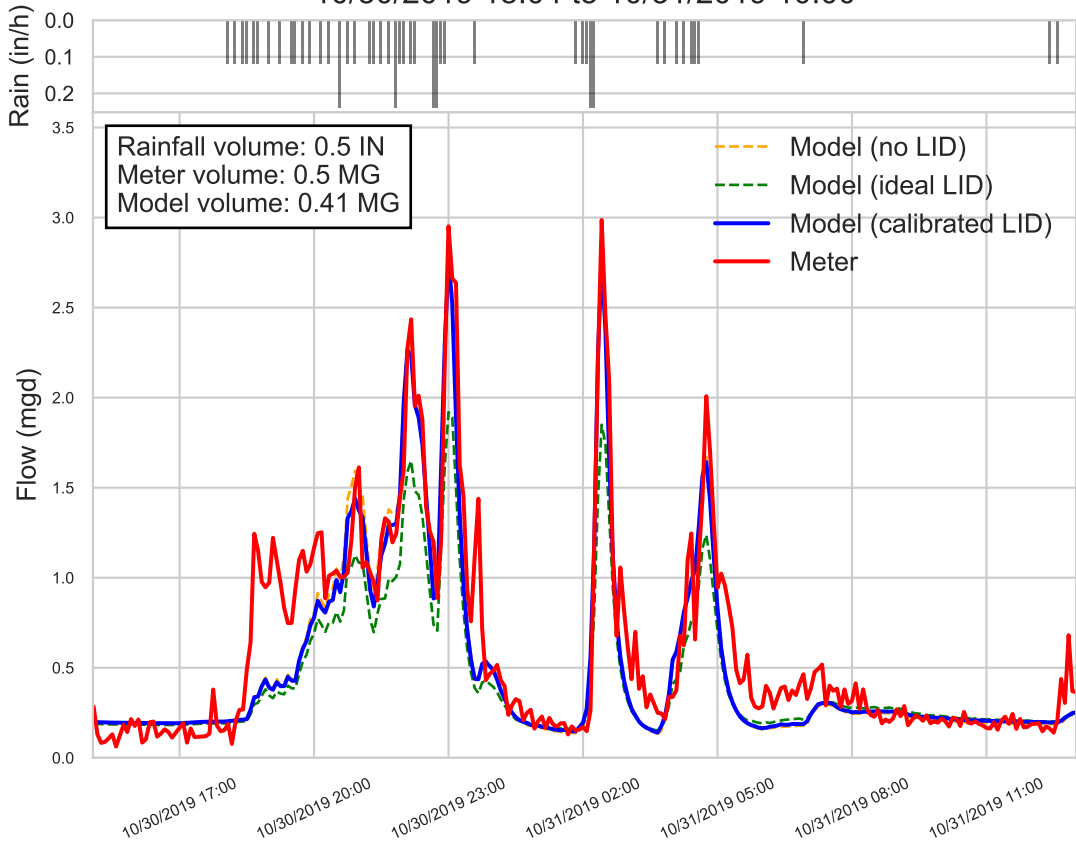 Rain (in/h)
0.0
0.1
0.2
3.5
3.0
2.5
2.0
1.5
1.0
0.5
0.0
Flow (mgd)
Rainfall volume: 0.5 IN
Meter volume: 0.5 MG
Model volume: 0.41 MG
Model (no LID)
Model (ideal LID)
Model (calibrated LID)
Meter
10/30/2019 17:00
10/30/2019 20:00
10/30/2019 23:00
10/31/2019 02:00
10/31/2019 05:00
10/31/2019 08:00
10/31/2019 11:00